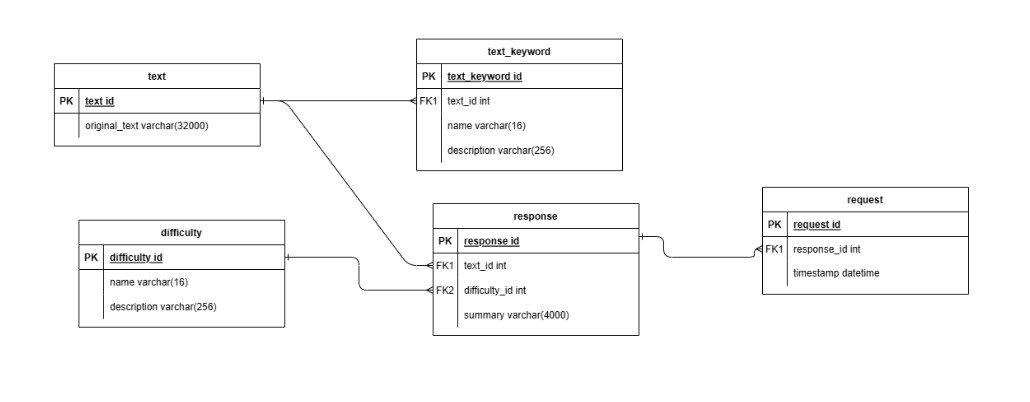 text_keyword
PK text_keyword id
FK1 text_id int
name varchar(16)
description varchar(256)
text
PK text id
original_text varchar(32000)
response
PK response id
FK1 text_id int
FK2 difficulty_id int
summary varchar(4000)
difficulty
PK difficulty_id
name varchar(16)
description varchar(256)
request
PK request id
FK1 response_id int
timestamp datetime